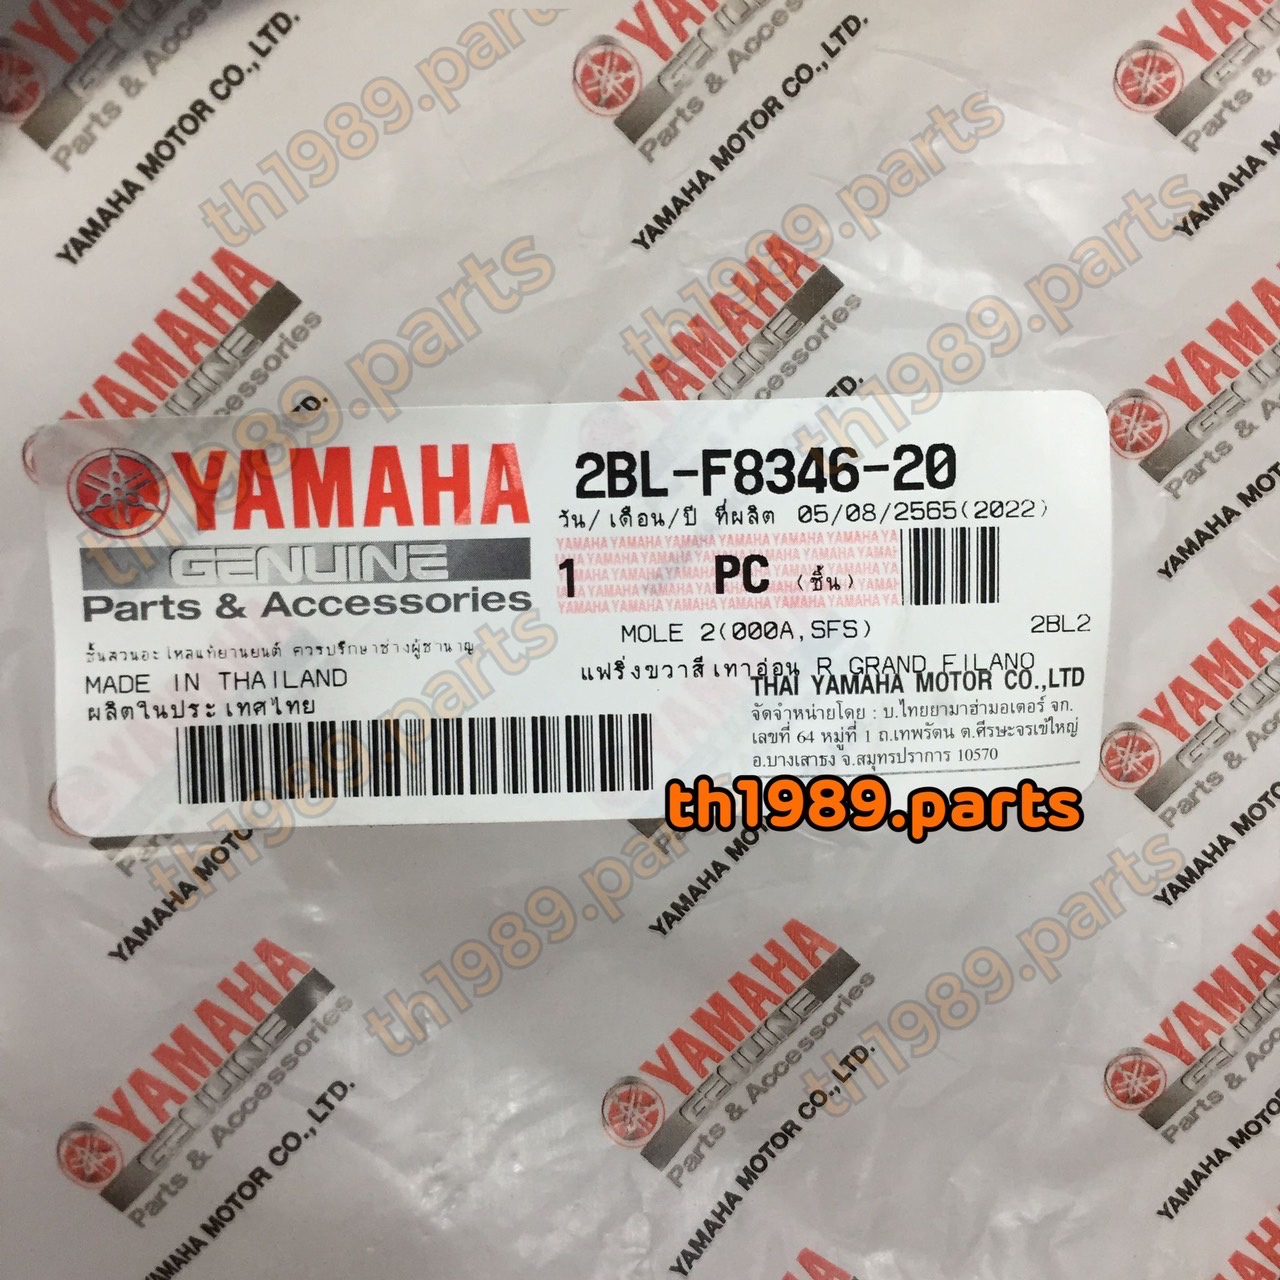 YAMAHA
GENUINE
Parts & Accessories
2BL-F8346-20
วัน/เดือน/ปี ที่ผลิต 05/08/2565(2022)
1 PC (ชิ้น)
MOLE 2(000A,SFS) 2BL2
ชิ้นส่วนอะไหล่แท้ยานยนต์ ควรปรึกษาช่างผู้ชำนาญ
แฟริ่งขวาสีเทาอ่อน R GRAND FILANO
MADE IN THAILAND
THAI YAMAHA MOTOR CO.,LTD
ผลิตในประเทศไทย
จัดจำหน่ายโดย : บ.ไทยยามาฮ่ามอเตอร์ จก.
เลขที่ 64 หมู่ที่ 1 ถ.เทพรัตน ต.ศีรษะจรเข้ใหญ่
อ.บางเสาธง จ.สมุทรปราการ 10570
th1989.parts
YAMAHA
GENUINE
Parts & Accessories
YAMAHA MOTOR CO.,LTD.